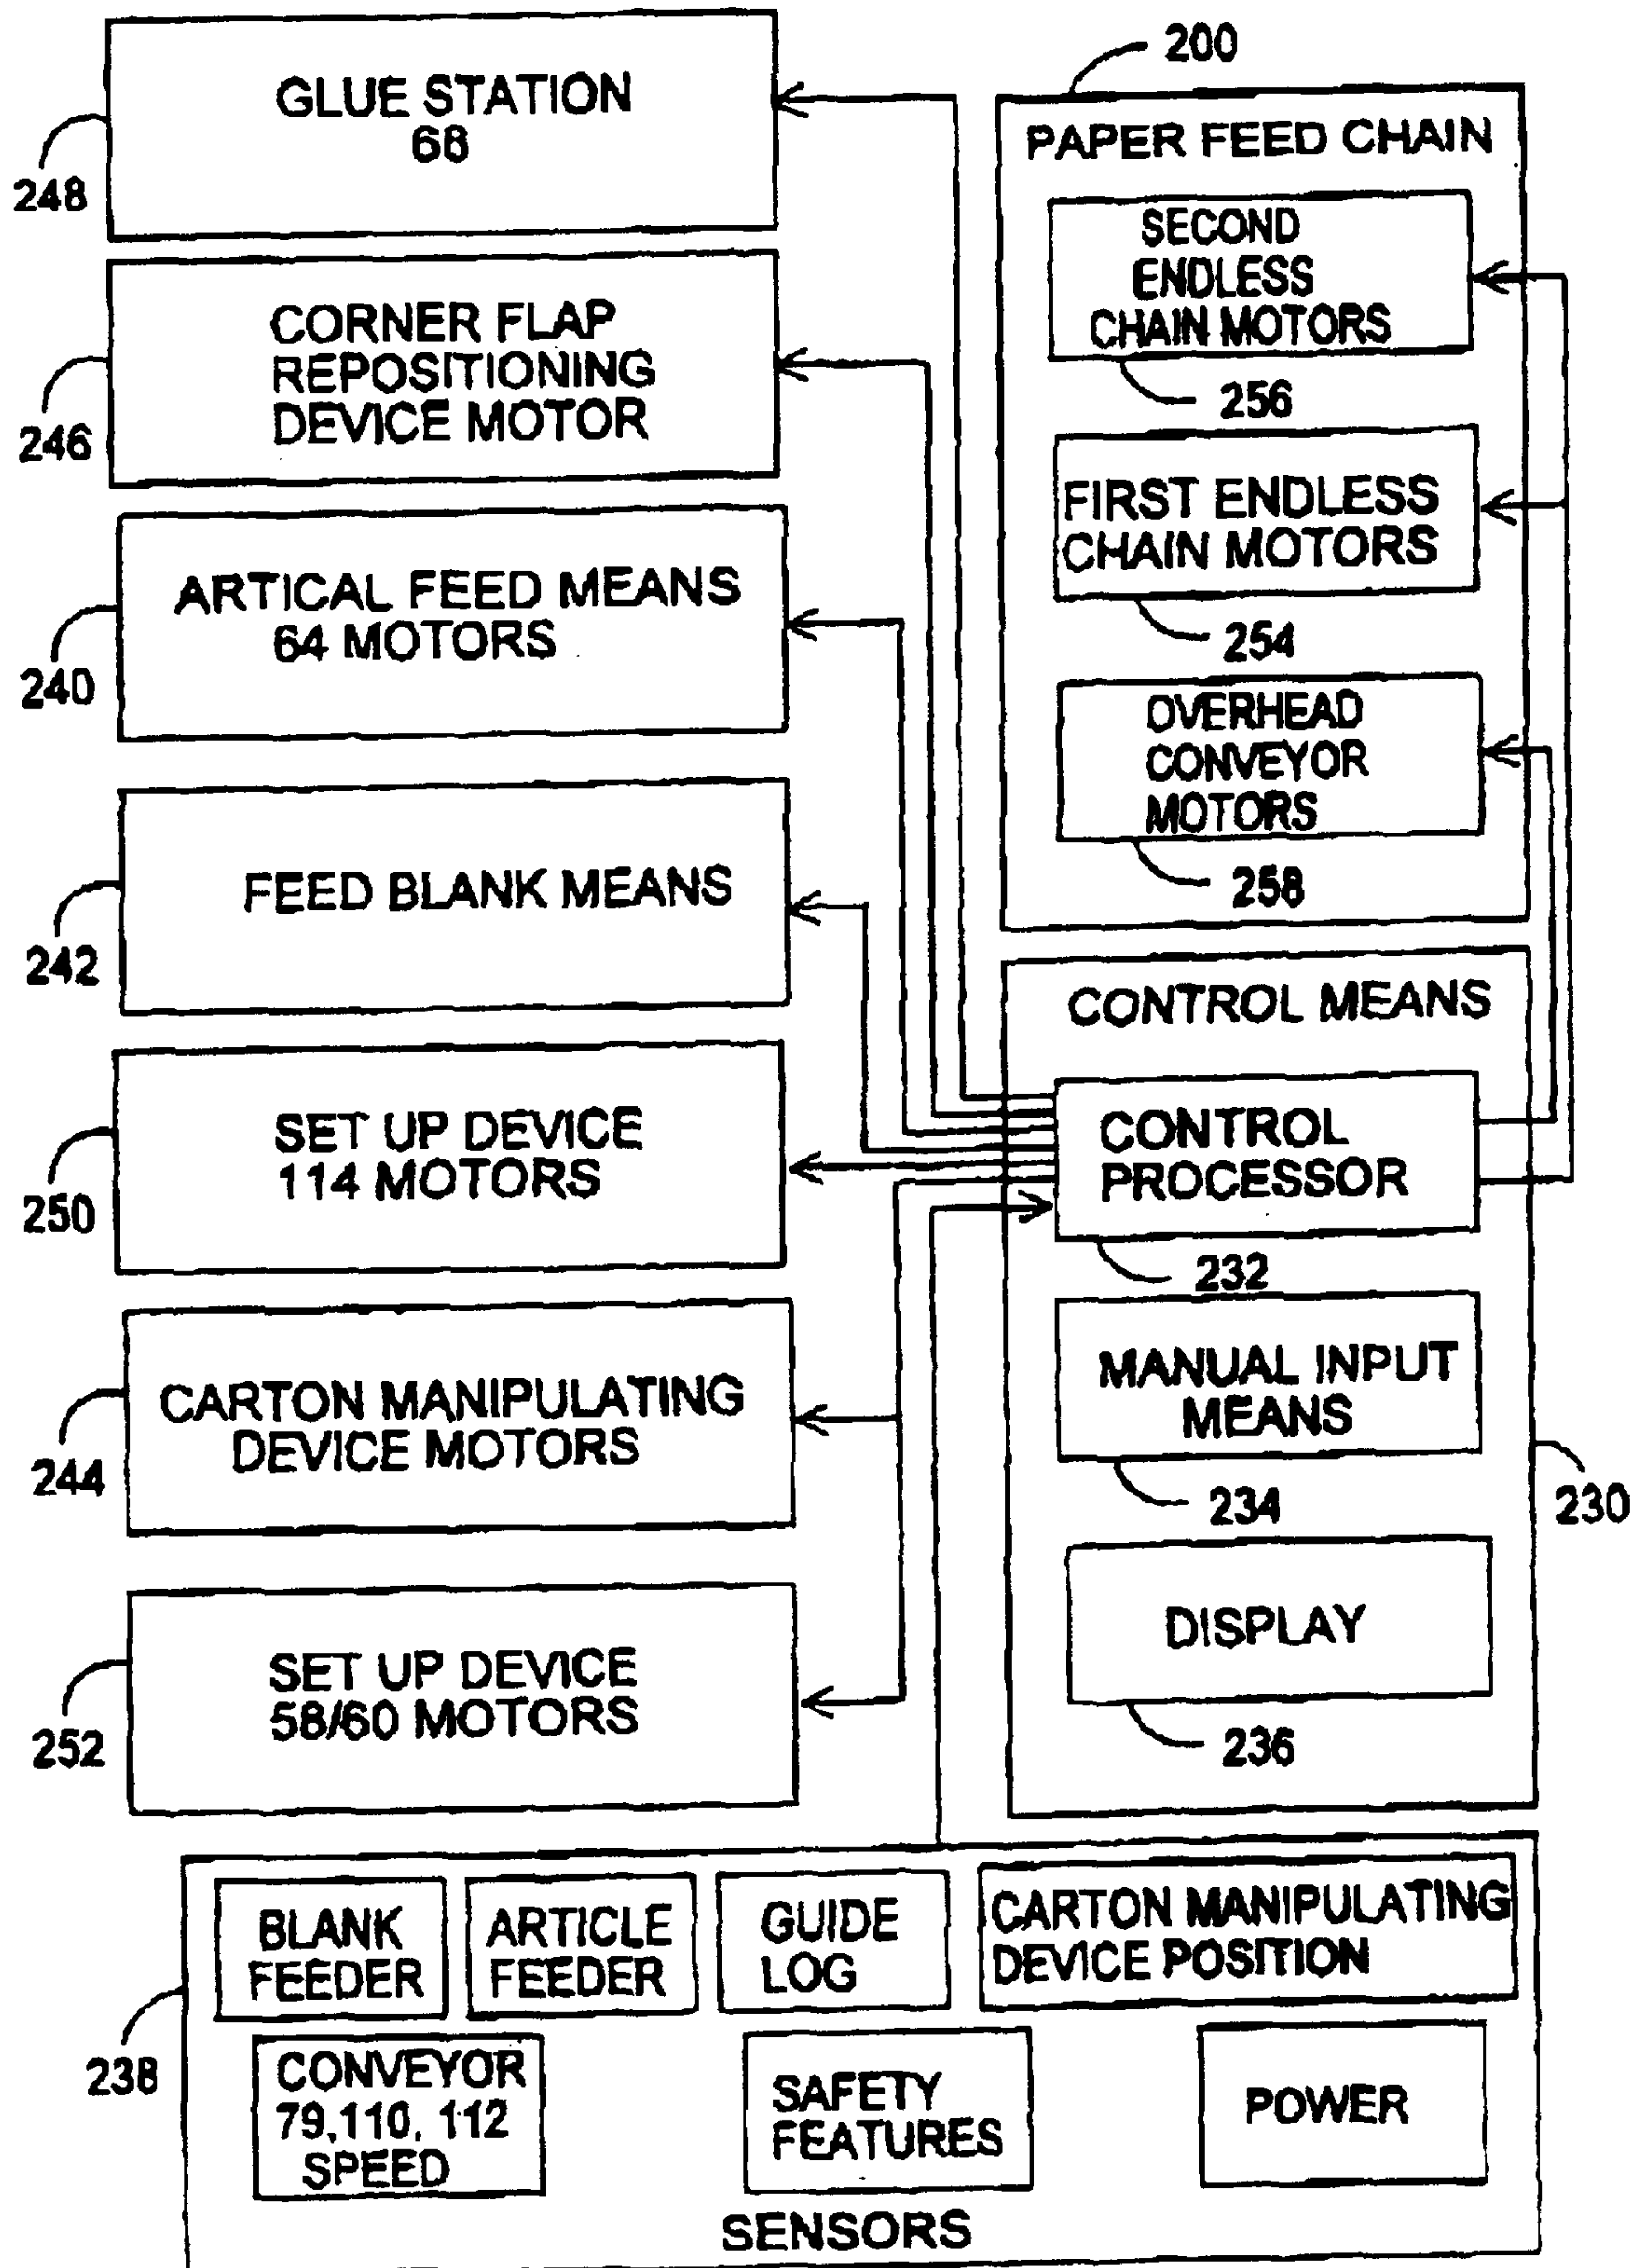 GLUE STATION
68
248
CORNER FLAP
REPOSITIONING
DEVICE MOTOR
246
ARTICAL FEED MEANS
64 MOTORS
240
FEED BLANK MEANS
242
SET UP DEVICE
114 MOTORS
250
CARTON MANIPULATING
DEVICE MOTORS
244
SET UP DEVICE
58/60 MOTORS
252
200
PAPER FEED CHAIN
SECOND
ENDLESS
CHAIN MOTORS
256
FIRST ENDLESS
CHAIN MOTORS
254
OVERHEAD
CONVEYOR
MOTORS
258
CONTROL MEANS
CONTROL
PROCESSOR
232
MANUAL INPUT
MEANS
234
230
DISPLAY
236
BLANK
FEEDER
ARTICLE
FEEDER
GUIDE
LOG
CARTON MANIPULATING
DEVICE POSITION
238
CONVEYOR
79,110, 112
SPEED
SAFETY
FEATURES
POWER
SENSORS